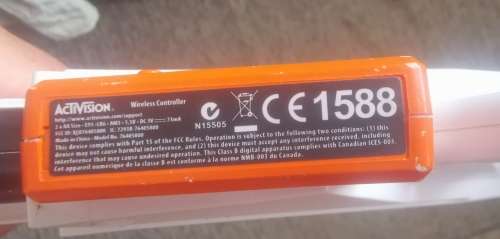 ACTIVISION Wireless Controller
http://www.activision.com/support
N15505
CE1588
This device complies with Part 15 of the FCC Rules. Operation is subject to the following two conditions: (1) this
device may not cause harmful interference, and (2) this device must accept any interference received, including
interference that may cause undesired operation. This Class B digital apparatus complies with Canadian ICES-003.
Cet appareil numerique de la classe B est conforme à la norme NMB-003 du Canada.